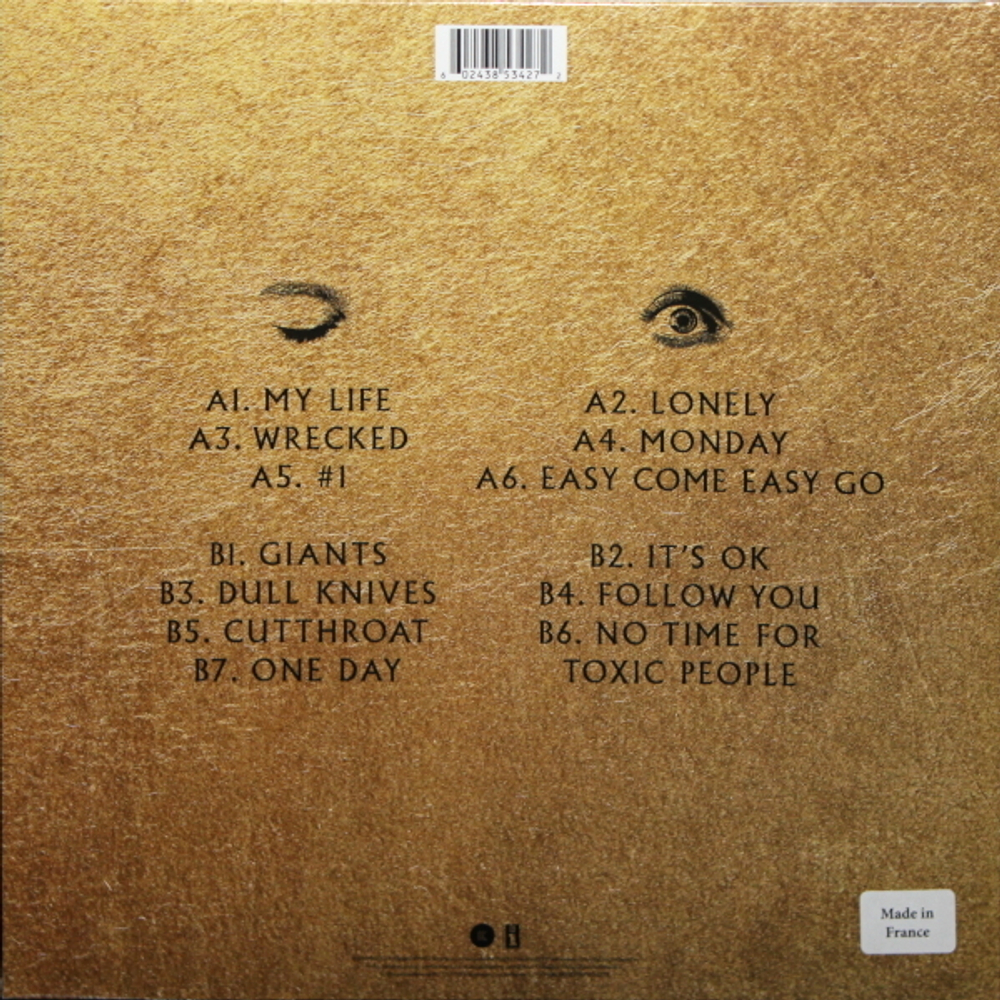 6 02438 53427 2
A1. MY LIFE
A2. LONELY
A3. WRECKED
A4. MONDAY
A5. #1
A6. EASY COME EASY GO
B1. GIANTS
B2. IT'S OK
B3. DULL KNIVES
B4. FOLLOW YOU
B5. CUTTHROAT
B6. NO TIME FOR
TOXIC PEOPLE
B7. ONE DAY
Made in
France